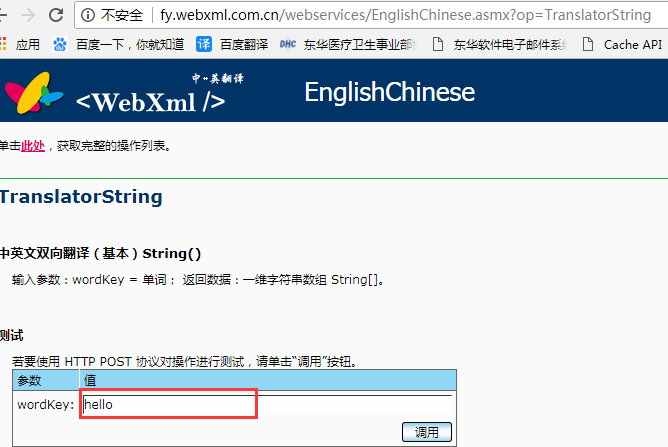 不安全 | fy.webxml.com.cn/webservices/EnglishChinese.asmx?op=TranslatorString
应用 百度一下，你就知道 译 百度翻译 DHC 东华医疗卫生事业部 东华软件电子邮件系 Cache API
中↔英翻译
<WebXml /> EnglishChinese
单击此处，获取完整的操作列表。
TranslatorString
中英文双向翻译（基本）String()
输入参数：wordKey = 单词； 返回数据：一维字符串数组 String[]。
测试
若要使用 HTTP POST 协议对操作进行测试，请单击“调用”按钮。
参数 值
wordKey: hello
调用